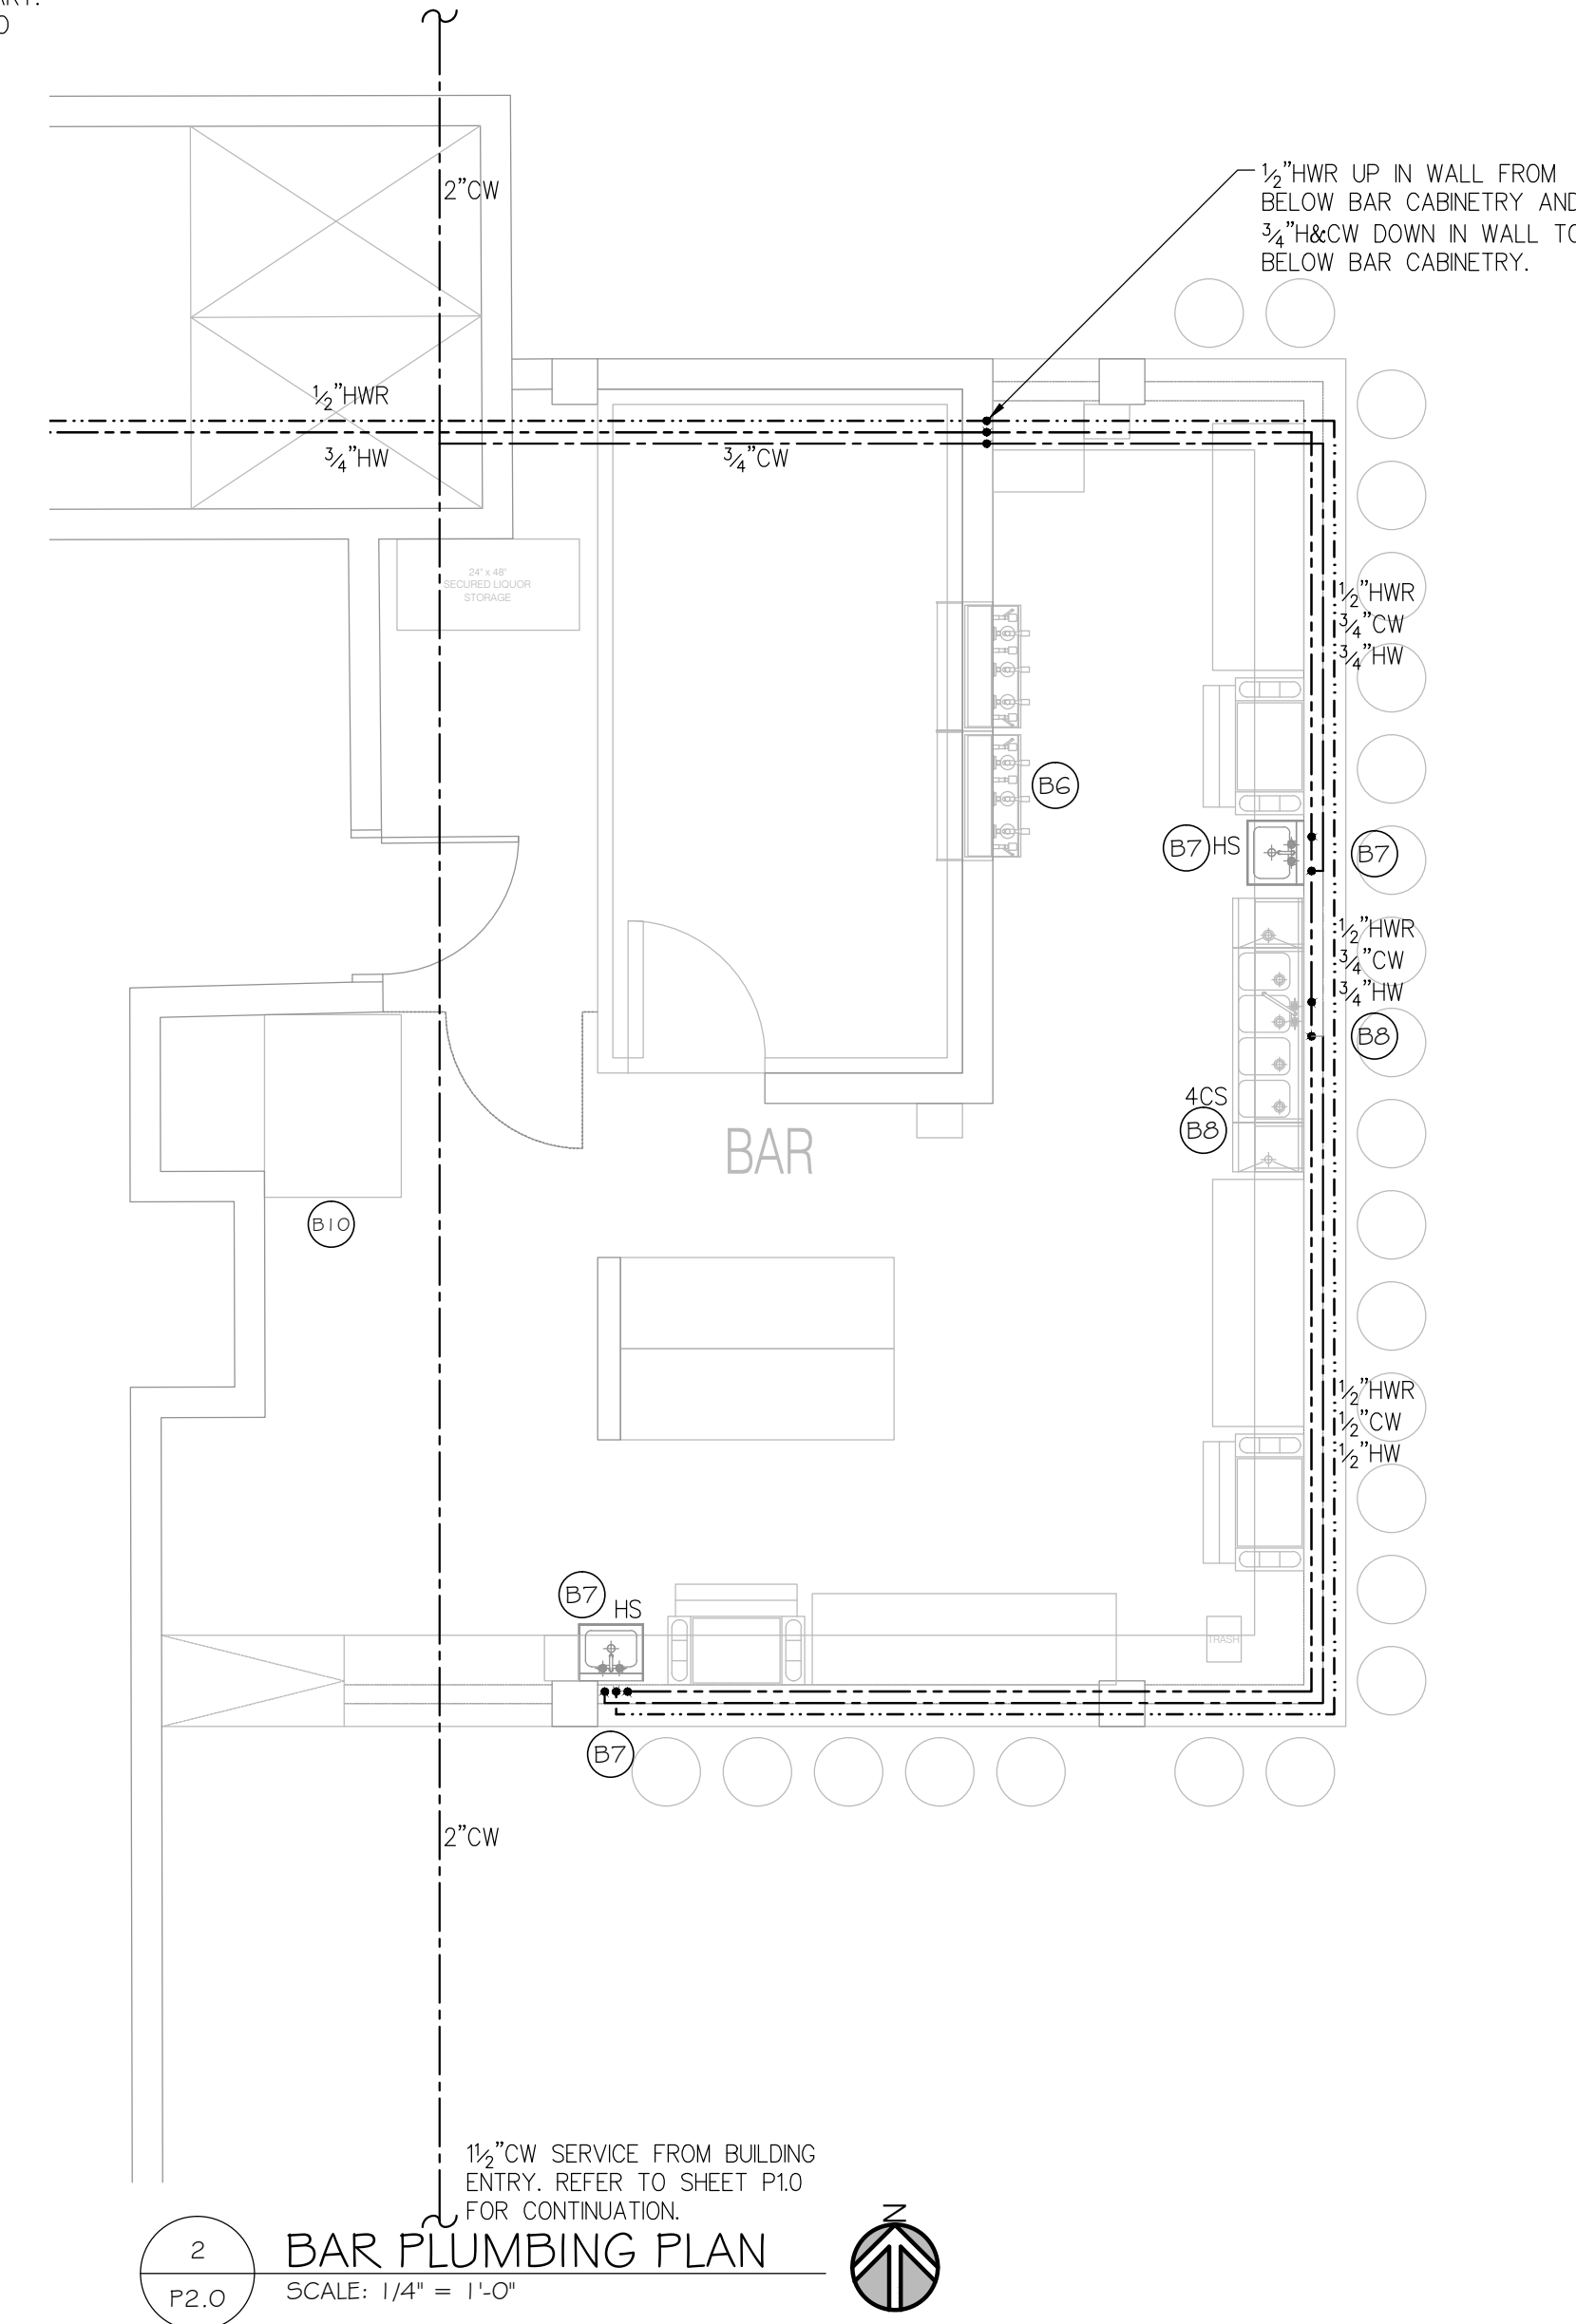 2"CW
½"HWR UP IN WALL FROM
BELOW BAR CABINETRY AND
¾"H&CW DOWN IN WALL TO
BELOW BAR CABINETRY.
½"HWR
¾"HW
¾"CW
24" x 48"
SECURED LIQUOR
STORAGE
½"HWR
¾"CW
¾"HW
B6
B7 HS
B7
½"HWR
¾"CW
¾"HW
B8
4CS
B8
BAR
B10
½"HWR
½"CW
½"HW
B7
HS
TRASH
B7
2"CW
1½"CW SERVICE FROM BUILDING
ENTRY. REFER TO SHEET P1.0
FOR CONTINUATION.
N
2
P2.0
BAR PLUMBING PLAN
SCALE: 1/4" = 1'-0"